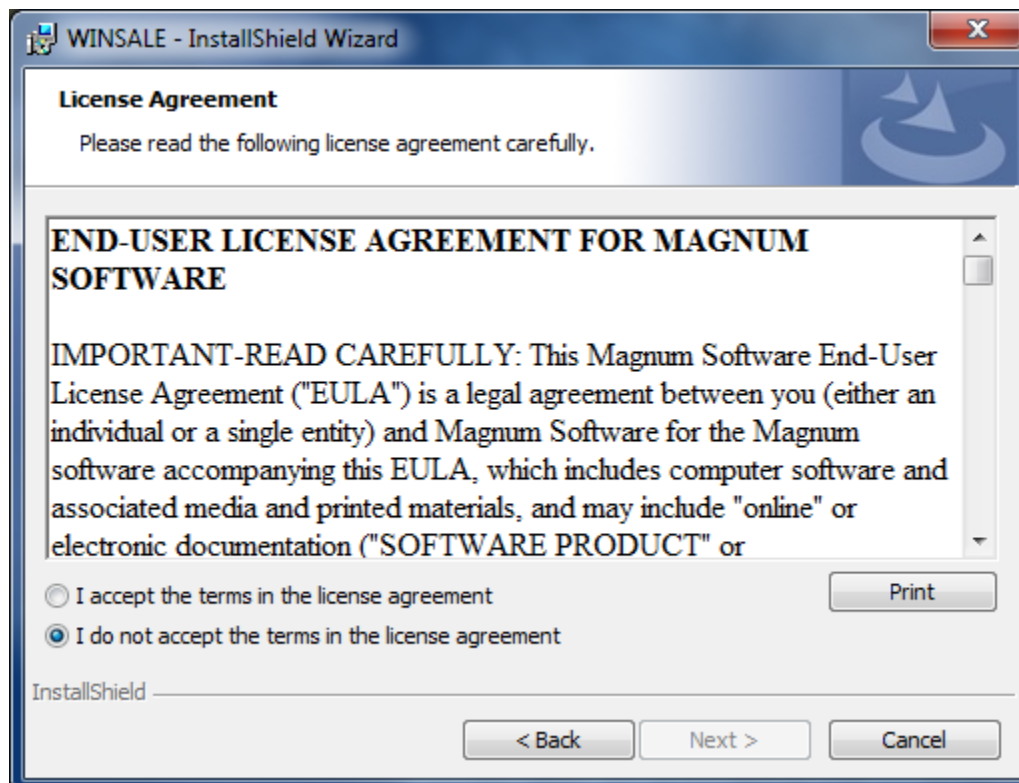 WINSALE - InstallShield Wizard
License Agreement
Please read the following license agreement carefully.
END-USER LICENSE AGREEMENT FOR MAGNUM
SOFTWARE
IMPORTANT-READ CAREFULLY: This Magnum Software End-User
License Agreement ("EULA") is a legal agreement between you (either an
individual or a single entity) and Magnum Software for the Magnum
software accompanying this EULA, which includes computer software and
associated media and printed materials, and may include "online" or
electronic documentation ("SOFTWARE PRODUCT" or
I accept the terms in the license agreement
Print
I do not accept the terms in the license agreement
InstallShield
< Back
Next >
Cancel